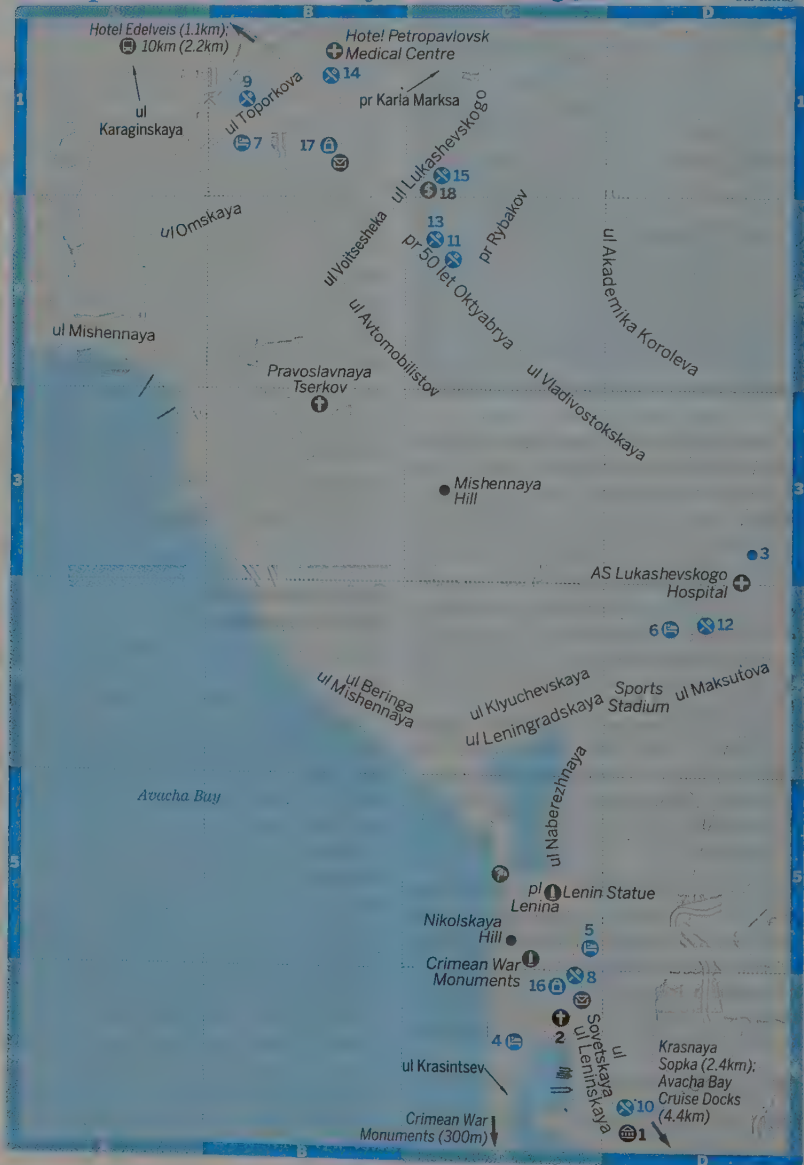 A
B
C
D
Hotel Edelveis (1.1km);
10km (2.2km)
Hotel Petropavlovsk
Medical Centre
9
14
ul Toporkova
pr Karla Marksa
1
1
ul
Karaginskaya
7
17
ul Lukashevskogo
15
18
ul Omskaya
ul Voitsesheka
13
11
pr Rybakov
pr 50 let Oktyabrya
ul Akademika Koroleva
ul Mishennaya
ul Avtomobilistov
Pravoslavnaya
Tserkov
ul Vladivostokskaya
3
3
Mishennaya
Hill
3
AS Lukashevskogo
Hospital
6
12
ul Beringa
ul Mishennaya
ul Klyuchevskaya
ul Leningradskaya
Sports
Stadium
ul Maksutova
Avacha Bay
ul Naberezhnaya
5
5
pl
Lenina
Lenin Statue
Nikolskaya
Hill
5
Crimean War
Monuments
16
8
2
4
ul
Sovetskaya
ul Leninskaya
ul Krasintsev
Krasnaya
Sopka (2.4km);
Avacha Bay
Cruise Docks
(4.4km)
10
1
Crimean War
Monuments (300m)
B
D